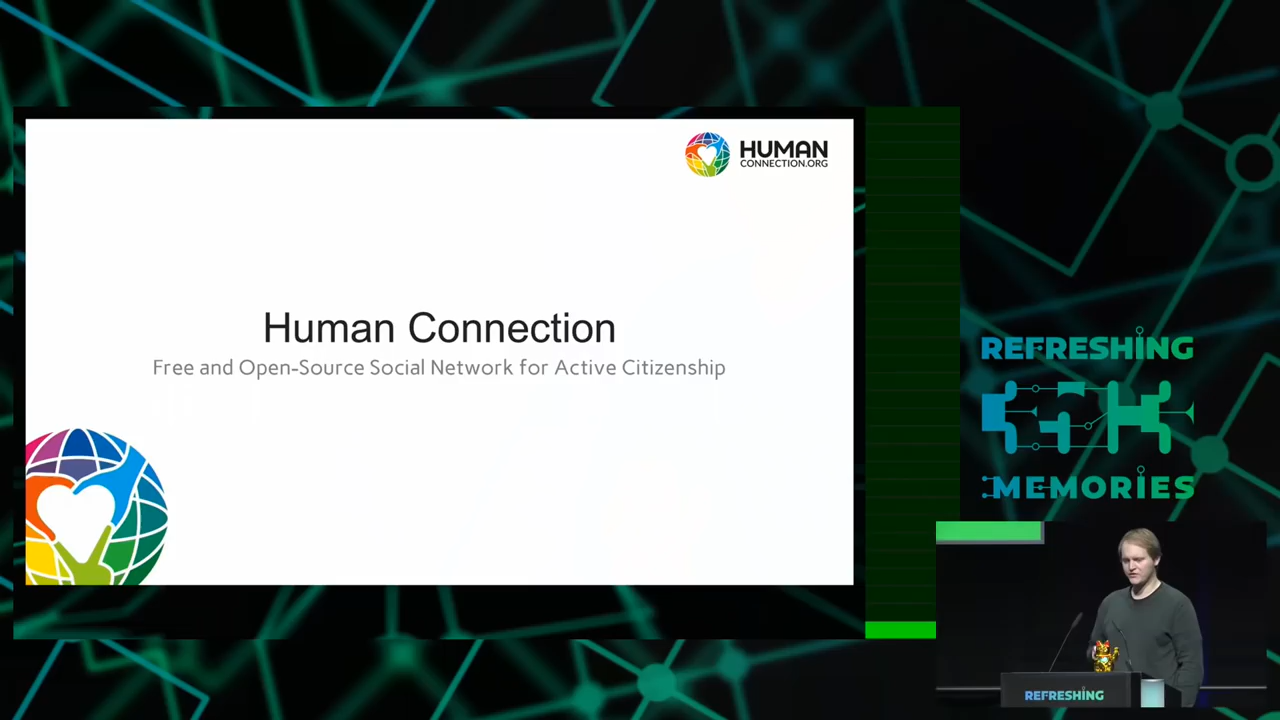 HUMAN
CONNECTION.ORG
Human Connection
Free and Open-Source Social Network for Active Citizenship
REFRESHING
MEMORIES
REFRESHING